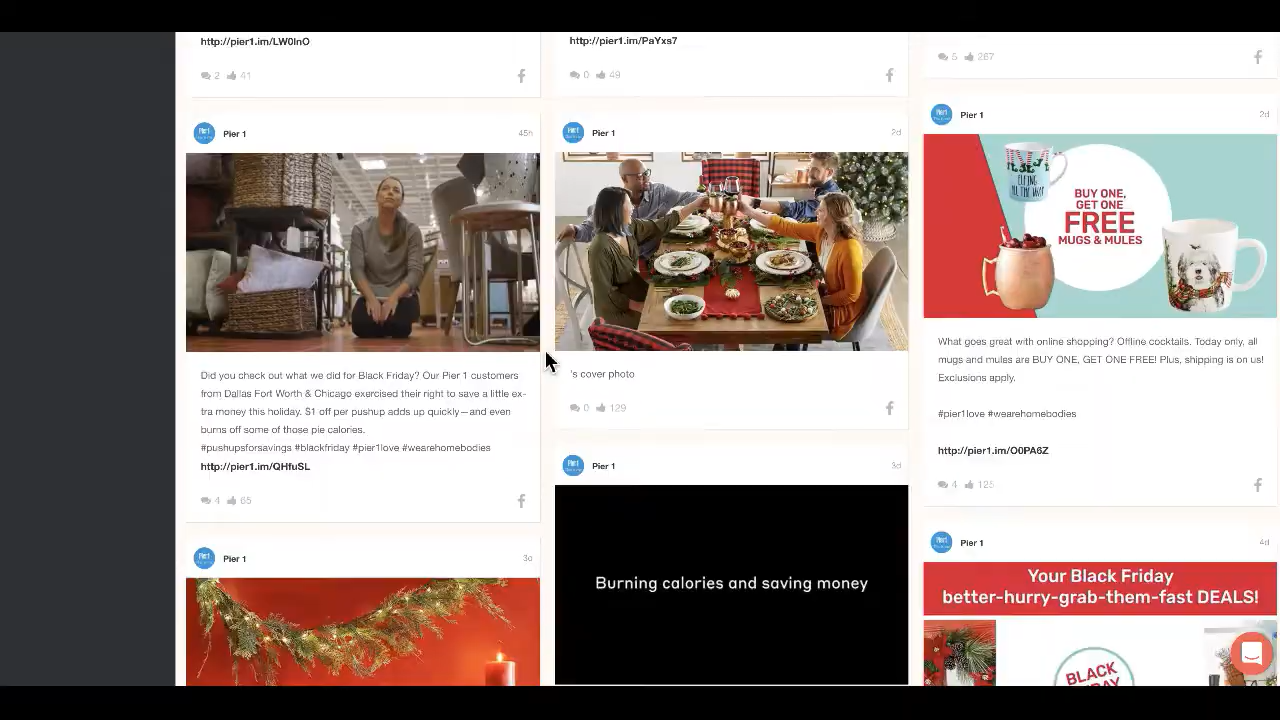 http://pier1.im/LW0lnO
2 41
Pier 1
45h
Did you check out what we did for Black Friday? Our Pier 1 customers
from Dallas Fort Worth & Chicago exercised their right to save a little ex-
tra money this holiday. $1 off per pushup adds up quickly—and even
burns off some of those pie calories.
#pushupsforsavings #blackfriday #pier1love #wearehomebodies
http://pier1.im/QHfuSL
4 65
Pier 1
3d
http://pier1.im/PaYxs7
0 49
Pier 1
2d
's cover photo
0 129
Pier 1
3d
Burning calories and saving money
5 267
Pier 1
2d
BUY ONE,
GET ONE
FREE
MUGS & MULES
What goes great with online shopping? Offline cocktails. Today only, all
mugs and mules are BUY ONE, GET ONE FREE! Plus, shipping is on us!
Exclusions apply.
#pier1love #wearehomebodies
http://pier1.im/O0PA6Z
4 125
Pier 1
4d
Your Black Friday
better-hurry-grab-them-fast DEALS!
BLACK